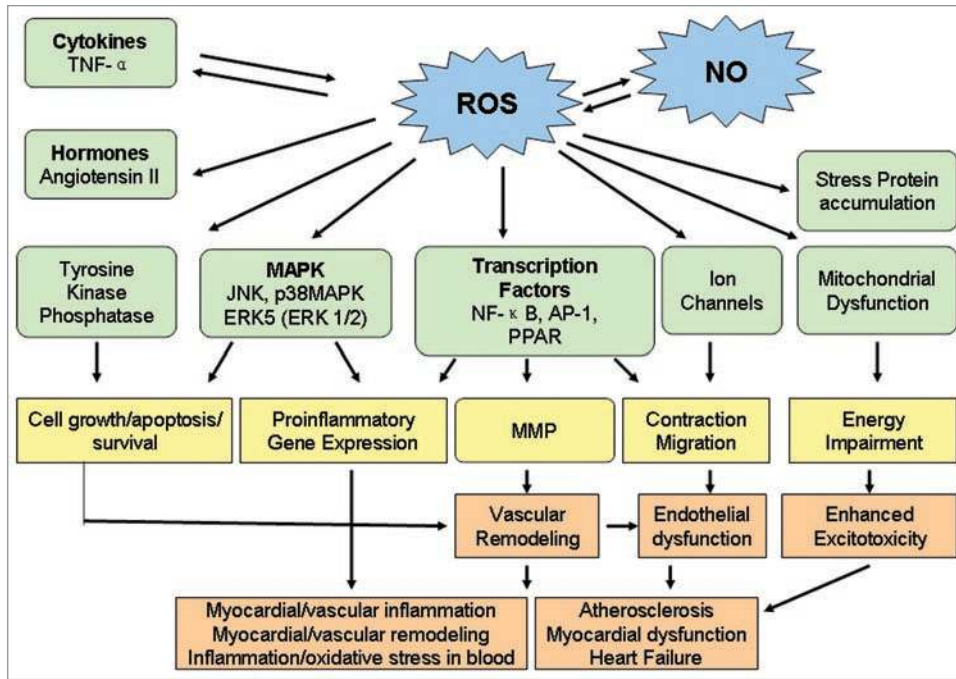 Cytokines
TNF- α
ROS
NO
Hormones
Angiotensin II
Stress Protein
accumulation
Tyrosine
Kinase
Phosphatase
MAPK
JNK, p38MAPK
ERK5 (ERK 1/2)
Transcription
Factors
NF- κ B, AP-1,
PPAR
Ion
Channels
Mitochondrial
Dysfunction
Cell growth/apoptosis/
survival
Proinflammatory
Gene Expression
MMP
Contraction
Migration
Energy
Impairment
Vascular
Remodeling
Endothelial
dysfunction
Enhanced
Excitotoxicity
Myocardial/vascular inflammation
Myocardial/vascular remodeling
Inflammation/oxidative stress in blood
Atherosclerosis
Myocardial dysfunction
Heart Failure